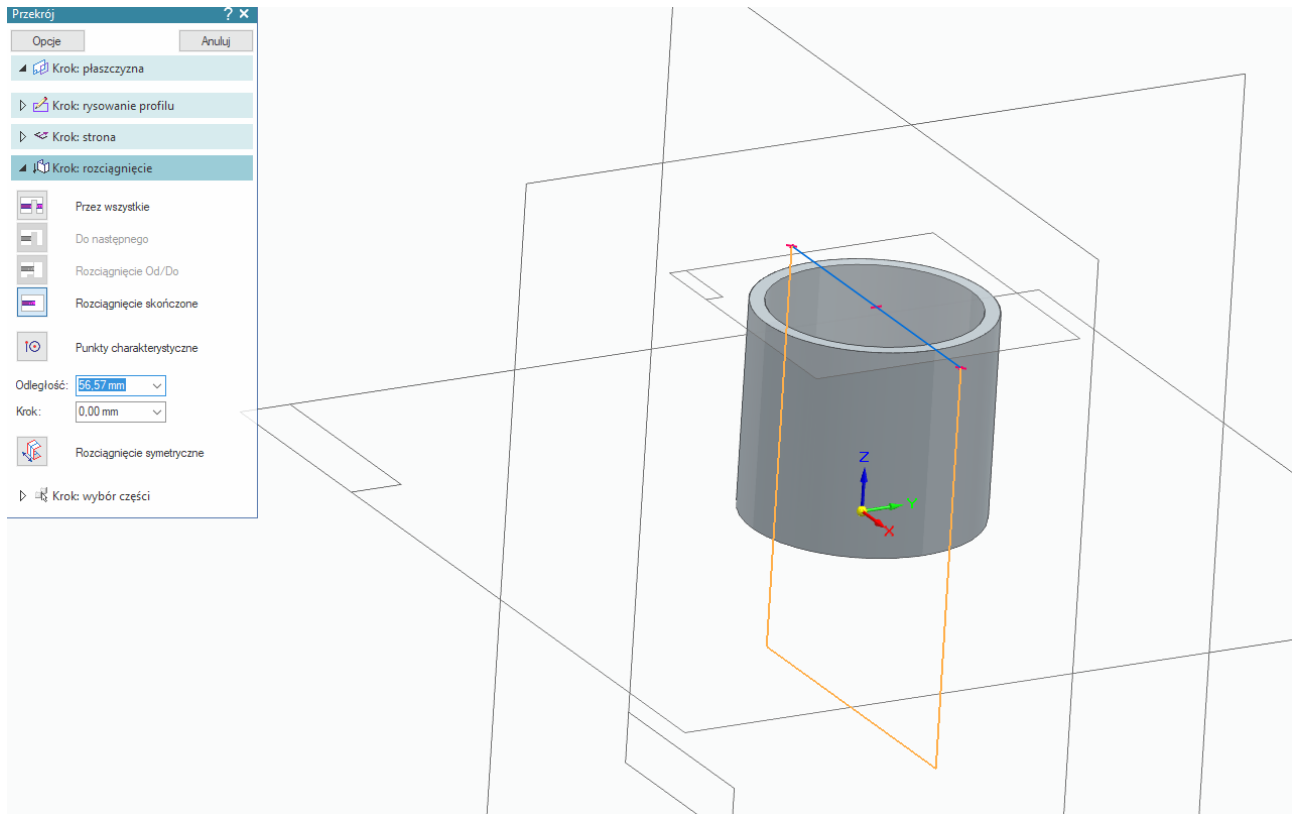 Przekrój ? ×
Opcje Anuluj
Krok: płaszczyzna
Krok: rysowanie profilu
Krok: strona
Krok: rozciągnięcie
Przez wszystkie
Do następnego
Rozciągnięcie Od/Do
Rozciągnięcie skończone
Punkty charakterystyczne
Odległość: 56,57 mm
Krok: 0,00 mm
Rozciągnięcie symetryczne
Krok: wybór części
Z
Y
X